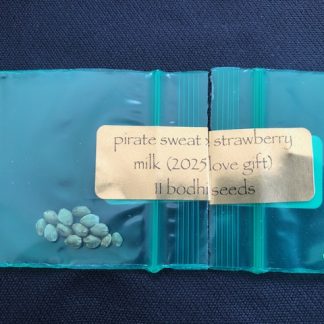 pirate sweat x strawberry
milk (2025 love gift)
11 bodhi seeds